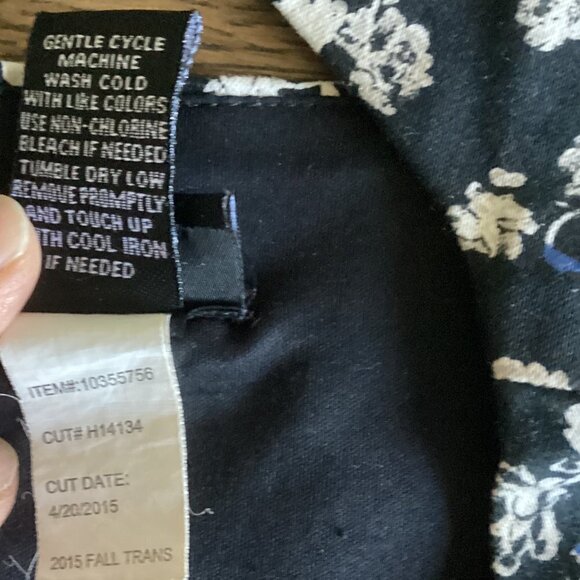 GENTLE CYCLE
MACHINE
WASH COLD
WITH LIKE COLORS
USE NON-CHLORINE
BLEACH IF NEEDED
TUMBLE DRY LOW
REMOVE PROMPTLY
AND TOUCH UP
WITH COOL IRON
IF NEEDED
ITEM#:10355756
CUT# H14134
CUT DATE:
4/20/2015
2015 FALL TRANS